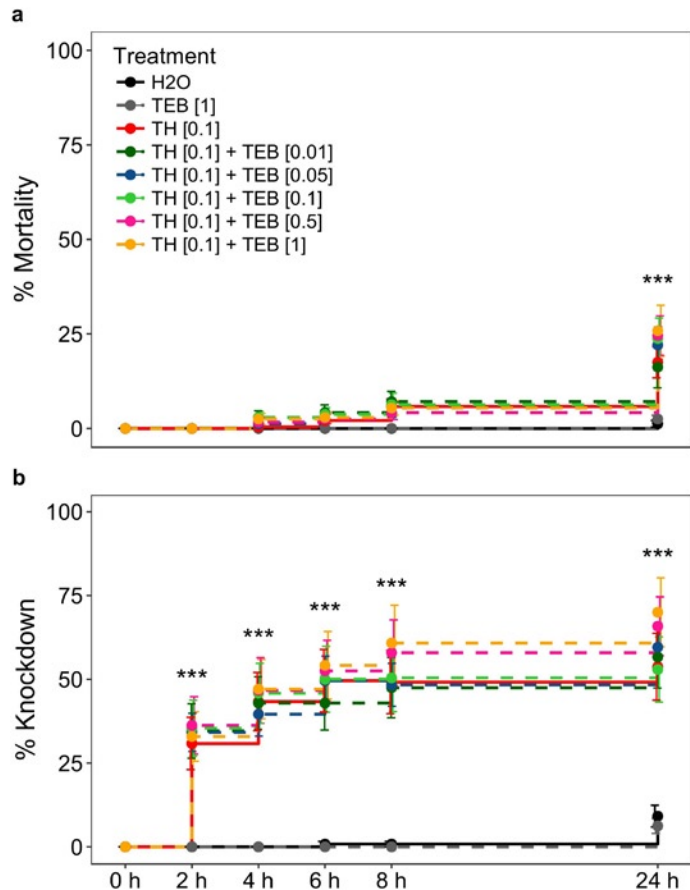 a
100
75
50
25
0
% Mortality
Treatment
H2O
TEB [1]
TH [0.1]
TH [0.1] + TEB [0.01]
TH [0.1] + TEB [0.05]
TH [0.1] + TEB [0.1]
TH [0.1] + TEB [0.5]
TH [0.1] + TEB [1]
***
b
100
75
50
25
0
% Knockdown
***
***
***
***
***
0 h 2 h 4 h 6 h 8 h 24 h